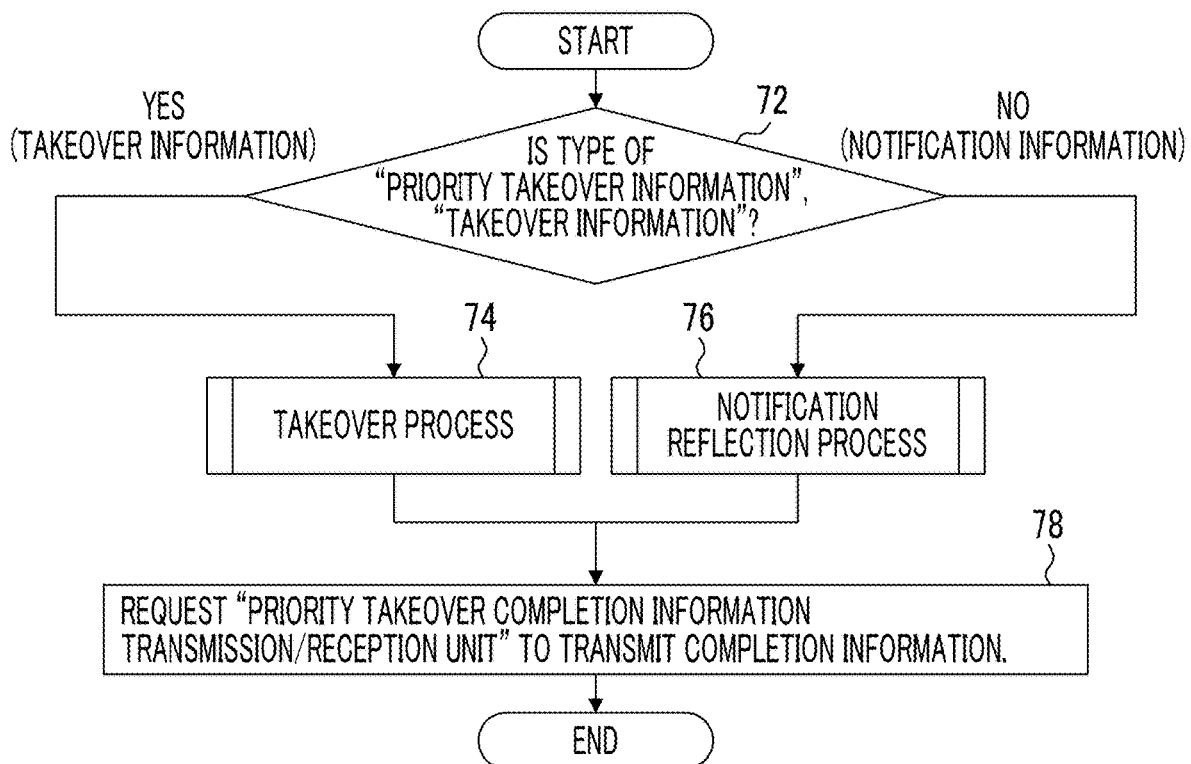 START
YES
(TAKEOVER INFORMATION)
72
NO
(NOTIFICATION INFORMATION)
IS TYPE OF
“PRIORITY TAKEOVER INFORMATION”,
“TAKEOVER INFORMATION”?
74
76
TAKEOVER PROCESS
NOTIFICATION
REFLECTION PROCESS
78
REQUEST “PRIORITY TAKEOVER COMPLETION INFORMATION
TRANSMISSION/RECEPTION UNIT” TO TRANSMIT COMPLETION INFORMATION.
END